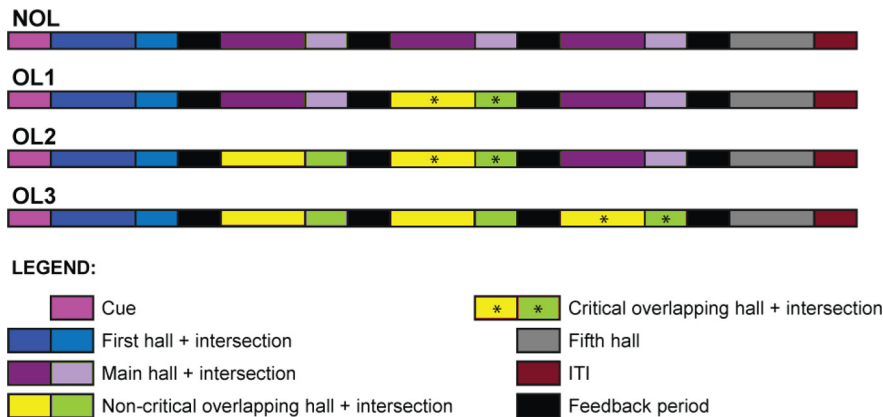 NOL
OL1
* *
OL2
* *
OL3
* *
LEGEND:
Cue
* * Critical overlapping hall + intersection
First hall + intersection
Fifth hall
Main hall + intersection
ITI
Non-critical overlapping hall + intersection
Feedback period